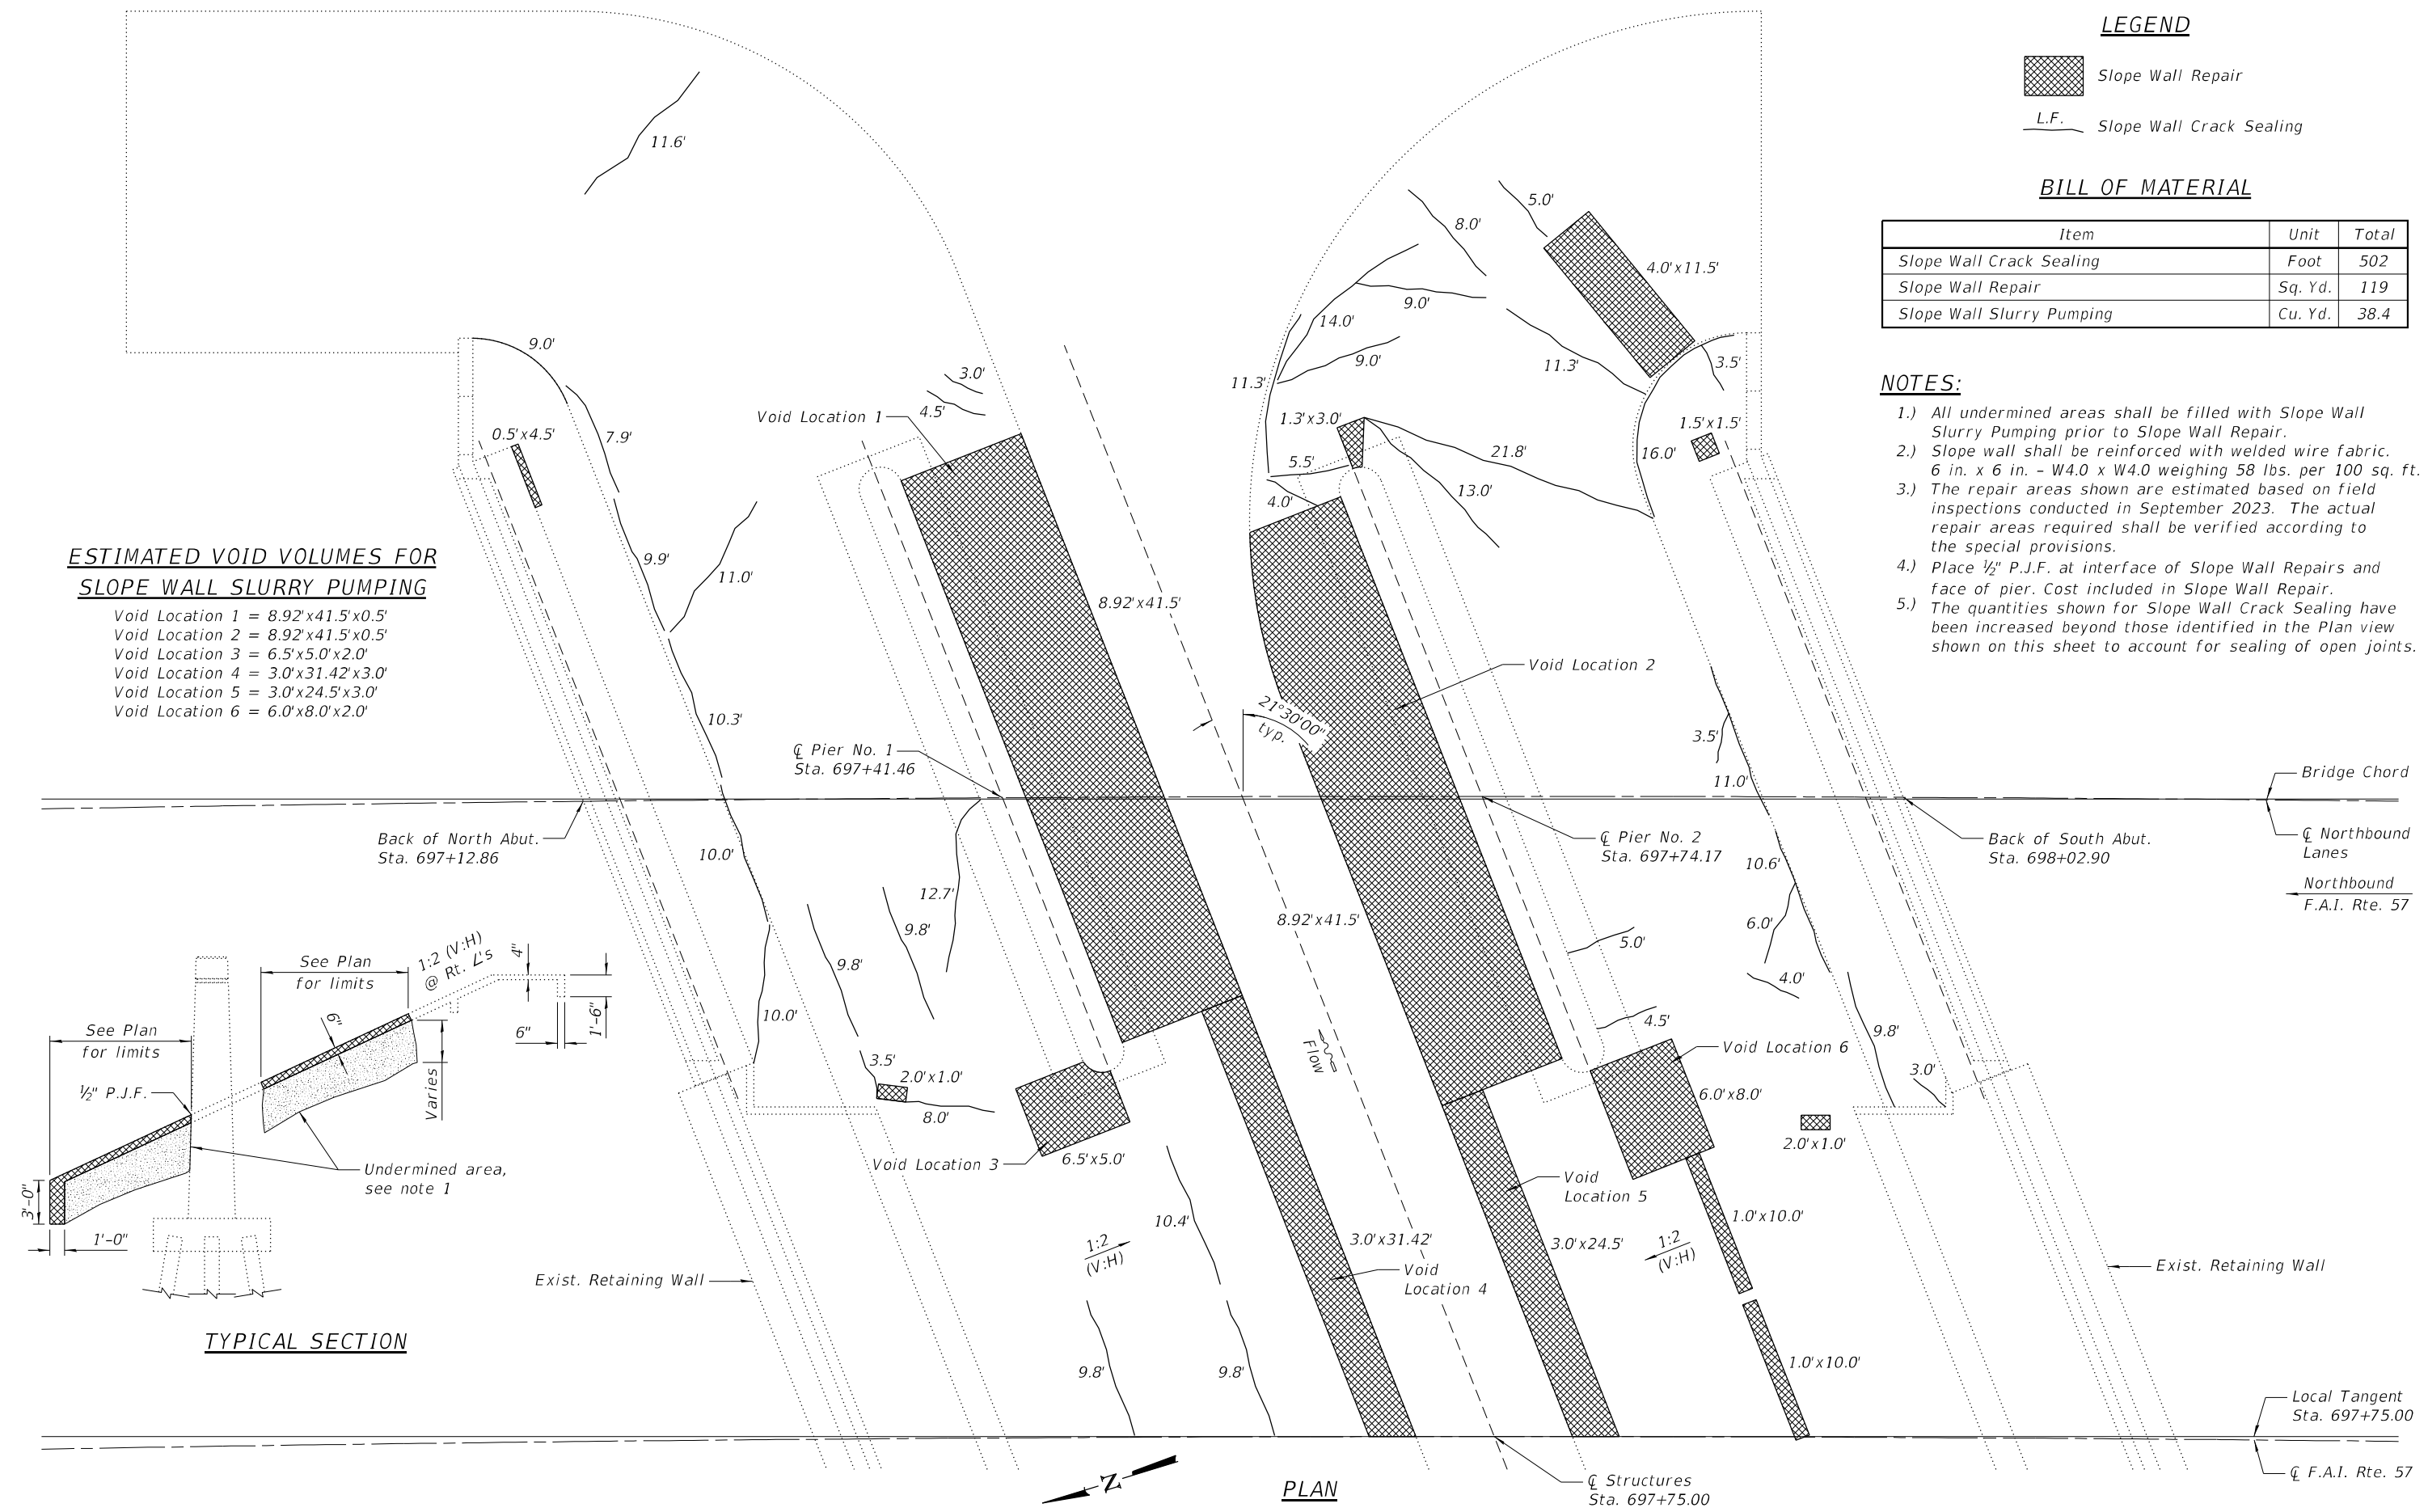 LEGEND
Slope Wall Repair
L.F.
Slope Wall Crack Sealing
BILL OF MATERIAL
Item Unit Total
Slope Wall Crack Sealing Foot 502
Slope Wall Repair Sq. Yd. 119
Slope Wall Slurry Pumping Cu. Yd. 38.4
NOTES:
1.) All undermined areas shall be filled with Slope Wall
Slurry Pumping prior to Slope Wall Repair.
2.) Slope wall shall be reinforced with welded wire fabric.
6 in. x 6 in. – W4.0 x W4.0 weighing 58 lbs. per 100 sq. ft.
3.) The repair areas shown are estimated based on field
inspections conducted in September 2023. The actual
repair areas required shall be verified according to
the special provisions.
4.) Place ½" P.J.F. at interface of Slope Wall Repairs and
face of pier. Cost included in Slope Wall Repair.
5.) The quantities shown for Slope Wall Crack Sealing have
been increased beyond those identified in the Plan view
shown on this sheet to account for sealing of open joints.
ESTIMATED VOID VOLUMES FOR
SLOPE WALL SLURRY PUMPING
Void Location 1 = 8.92'x41.5'x0.5'
Void Location 2 = 8.92'x41.5'x0.5'
Void Location 3 = 6.5'x5.0'x2.0'
Void Location 4 = 3.0'x31.42'x3.0'
Void Location 5 = 3.0'x24.5'x3.0'
Void Location 6 = 6.0'x8.0'x2.0'
11.6'
9.0'
0.5'x4.5'
7.9'
9.9'
11.0'
10.3'
10.0'
10.0'
3.0'
4.5'
Void Location 1
8.92'x41.5'
℄ Pier No. 1
Sta. 697+41.46
Back of North Abut.
Sta. 697+12.86
12.7'
9.8'
9.8'
3.5'
2.0'x1.0'
8.0'
Void Location 3
6.5'x5.0'
10.4'
9.8'
9.8'
1:2
(V:H)
Exist. Retaining Wall
5.0'
8.0'
4.0'x11.5'
9.0'
14.0'
9.0'
11.3'
11.3'
3.5'
1.3'x3.0'
1.5'x1.5'
5.5'
21.8'
16.0'
13.0'
4.0'
Void Location 2
21°30'00"
typ.
3.5'
11.0'
Bridge Chord
℄ Northbound
Lanes
Northbound
F.A.I. Rte. 57
℄ Pier No. 2
Sta. 697+74.17
Back of South Abut.
Sta. 698+02.90
10.6'
6.0'
4.0'
8.92'x41.5'
5.0'
4.5'
9.8'
3.0'
Flow
Void Location 6
6.0'x8.0'
2.0'x1.0'
Void
Location 5
1.0'x10.0'
3.0'x31.42'
3.0'x24.5'
1:2
(V:H)
Void
Location 4
Exist. Retaining Wall
1.0'x10.0'
Local Tangent
Sta. 697+75.00
℄ F.A.I. Rte. 57
℄ Structures
Sta. 697+75.00
N
PLAN
See Plan
for limits
1:2 (V:H)
@ Rt. ∠'s
4"
6"
See Plan
for limits
6"
1'-6"
½" P.J.F.
Varies
Undermined area,
see note 1
3'-0"
1'-0"
TYPICAL SECTION